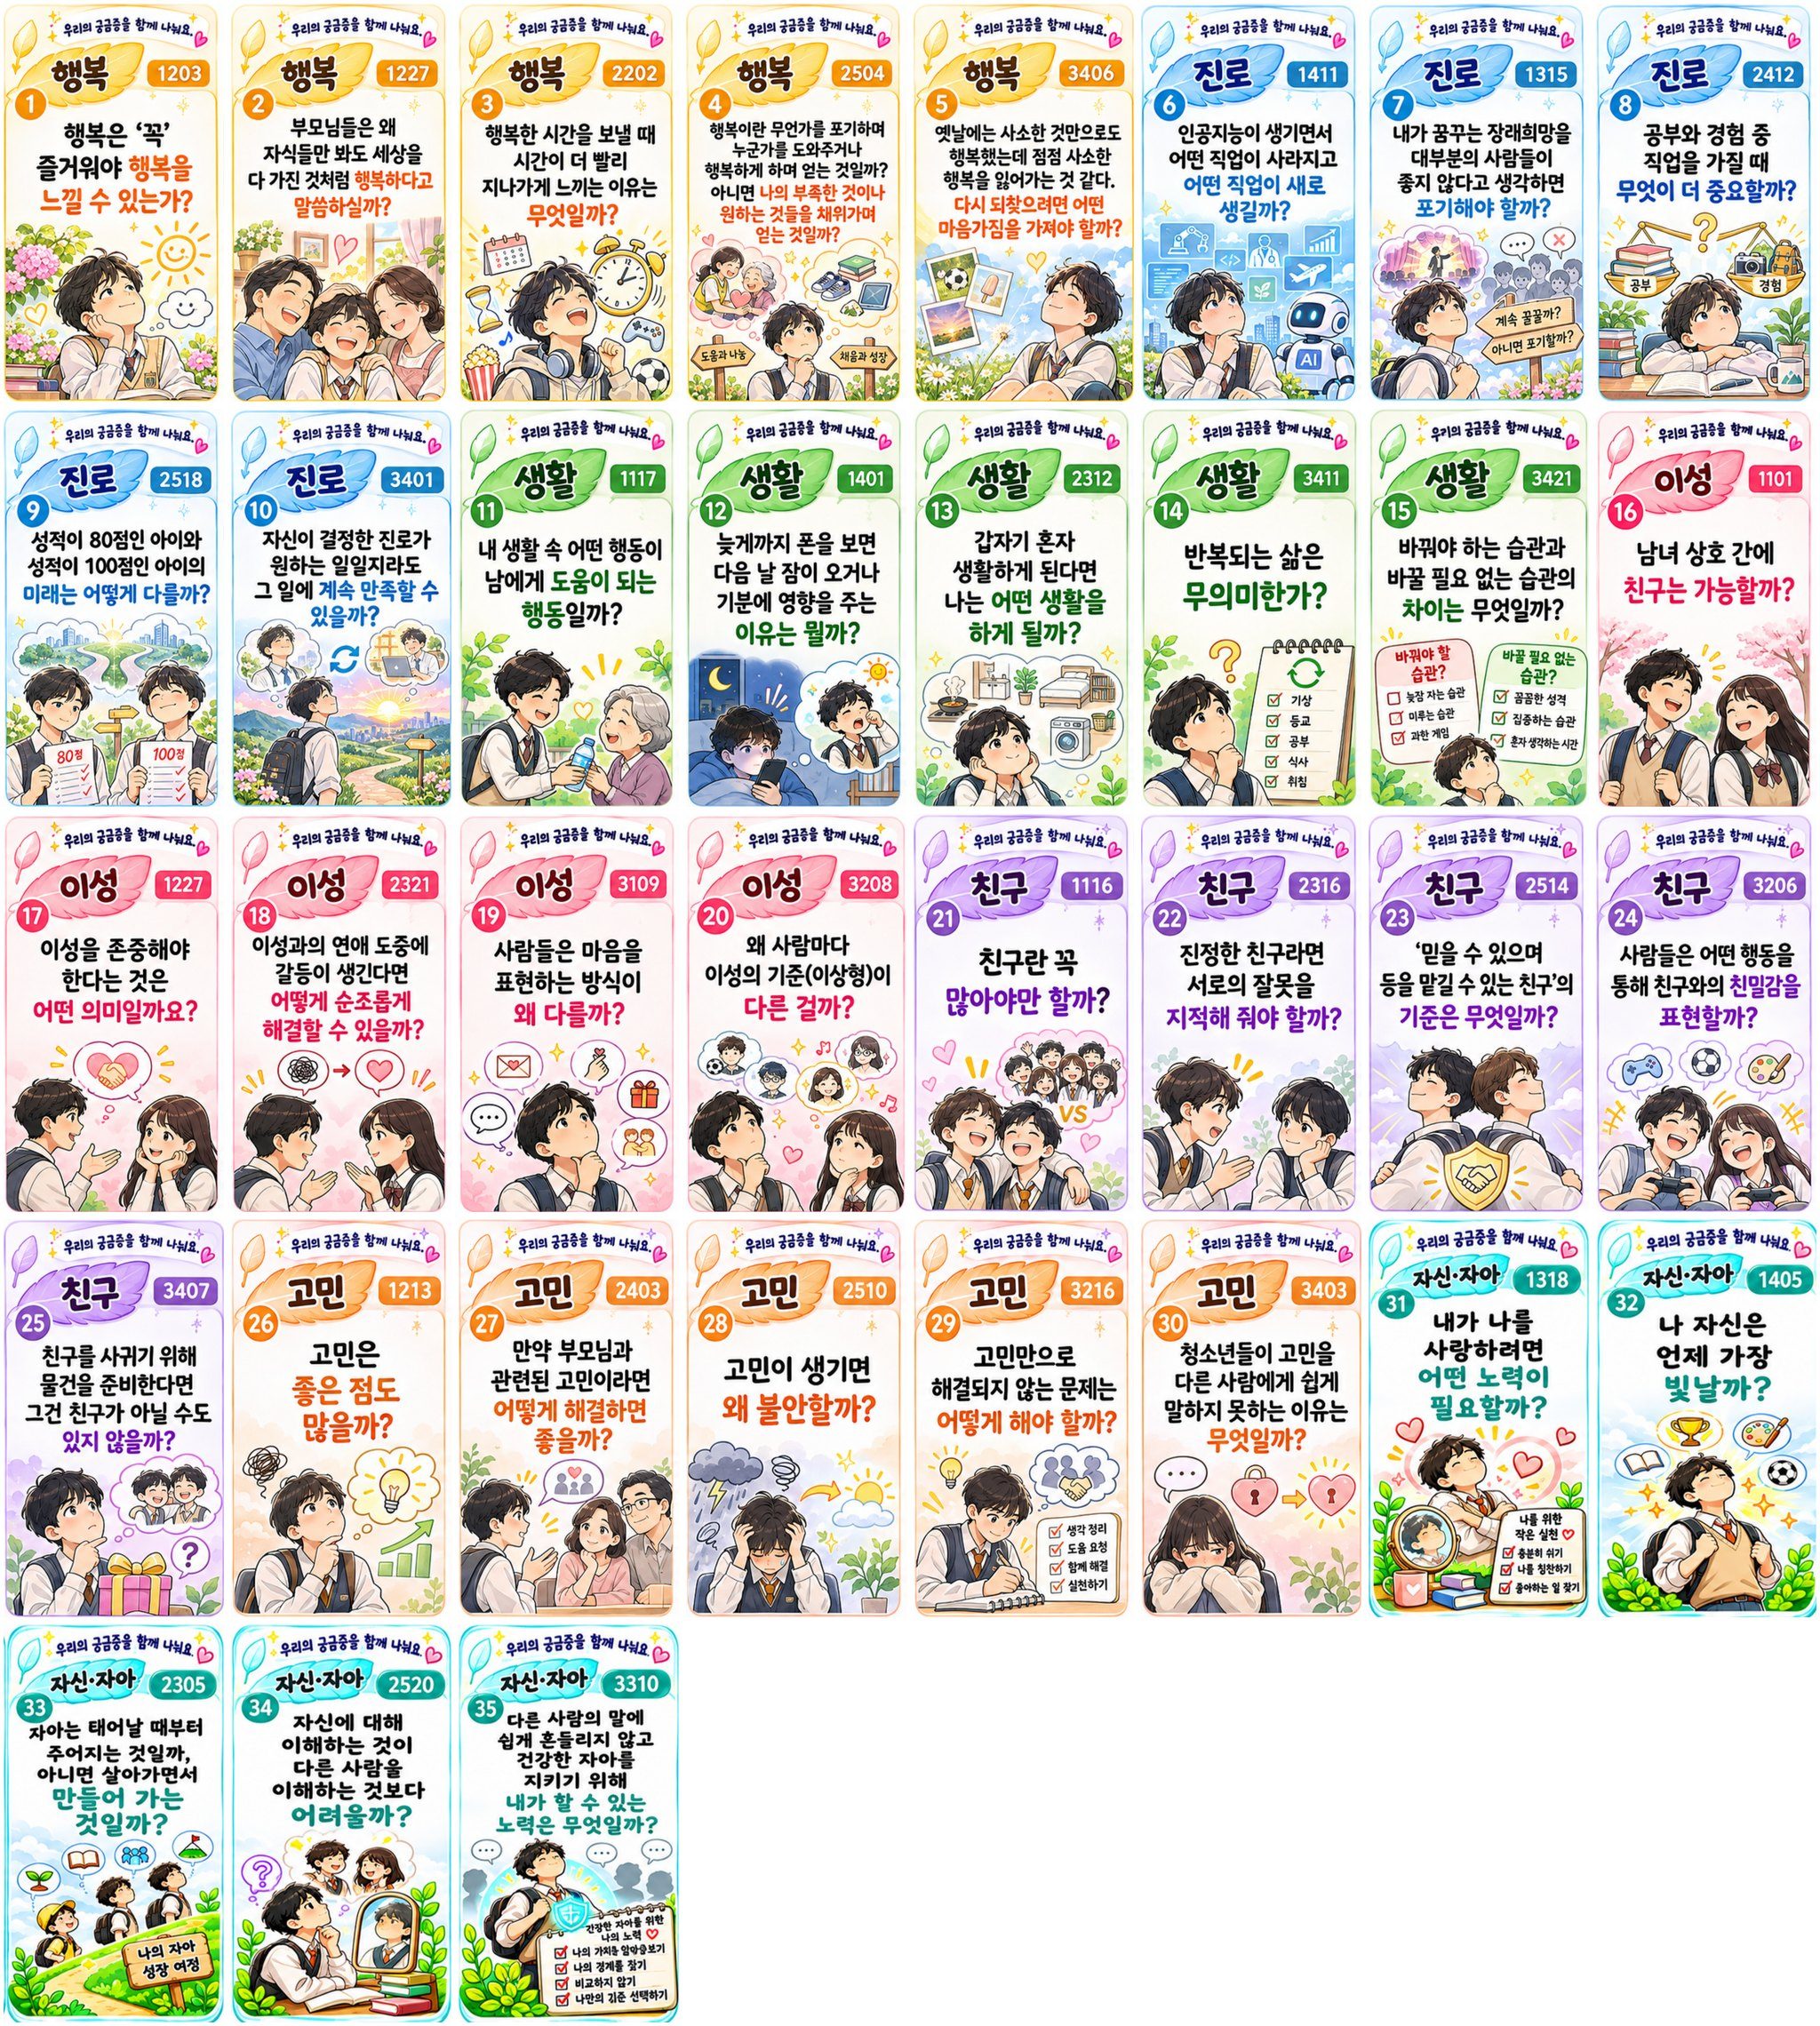 우리의 궁금증을 함께 나눠요.
행복
1203
1
행복은 ‘꼭’
즐거워야 행복을
느낄 수 있는가?
우리의 궁금증을 함께 나눠요.
행복
1227
2
부모님들은 왜
자식들만 봐도 세상을
다 가진 것처럼 행복하다고
말씀하실까?
우리의 궁금증을 함께 나눠요.
행복
2202
3
행복한 시간을 보낼 때
시간이 더 빨리
지나가게 느끼는 이유는
무엇일까?
우리의 궁금증을 함께 나눠요.
행복
2504
4
행복이란 무언가를 포기하며
누군가를 도와주거나
행복하게 하며 얻는 것일까?
아니면 나의 부족한 것이나
원하는 것들을 채워가며
얻는 것일까?
도움과 나눔
채움과 성장
우리의 궁금증을 함께 나눠요.
행복
3406
5
옛날에는 사소한 것만으로도
행복했는데 점점 사소한
행복을 잃어가는 것 같다.
다시 되찾으려면 어떤
마음가짐을 가져야 할까?
우리의 궁금증을 함께 나눠요.
진로
1411
6
인공지능이 생기면서
어떤 직업이 사라지고
어떤 직업이 새로
생길까?
</>
AI
우리의 궁금증을 함께 나눠요.
진로
1315
7
내가 꿈꾸는 장래희망을
대부분의 사람들이
좋지 않다고 생각하면
포기해야 할까?
계속 꿈꿀까?
아니면 포기할까?
우리의 궁금증을 함께 나눠요.
진로
2412
8
공부와 경험 중
직업을 가질 때
무엇이 더 중요할까?
?
공부
경험
우리의 궁금증을 함께 나눠요.
진로
2518
9
성적이 80점인 아이와
성적이 100점인 아이의
미래는 어떻게 다를까?
80점
100점
우리의 궁금증을 함께 나눠요.
진로
3401
10
자신이 결정한 진로가
원하는 일일지라도
그 일에 계속 만족할 수
있을까?
우리의 궁금증을 함께 나눠요.
생활
1117
11
내 생활 속 어떤 행동이
남에게 도움이 되는
행동일까?
우리의 궁금증을 함께 나눠요.
생활
1401
12
늦게까지 폰을 보면
다음 날 잠이 오거나
기분에 영향을 주는
이유는 뭘까?
우리의 궁금증을 함께 나눠요.
생활
2312
13
갑자기 혼자
생활하게 된다면
나는 어떤 생활을
하게 될까?
우리의 궁금증을 함께 나눠요.
생활
3411
14
반복되는 삶은
무의미한가?
?
기상
등교
공부
식사
취침
우리의 궁금증을 함께 나눠요.
생활
3421
15
바꿔야 하는 습관과
바꿀 필요 없는 습관의
차이는 무엇일까?
바꿔야 할
습관?
늦잠 자는 습관
미루는 습관
과한 게임
바꿀 필요 없는
습관?
꼼꼼한 성격
집중하는 습관
혼자 생각하는 시간
우리의 궁금증을 함께 나눠요.
이성
1101
16
남녀 상호 간에
친구는 가능할까?
우리의 궁금증을 함께 나눠요.
이성
1227
17
이성을 존중해야
한다는 것은
어떤 의미일까요?
우리의 궁금증을 함께 나눠요.
이성
2321
18
이성과의 연애 도중에
갈등이 생긴다면
어떻게 순조롭게
해결할 수 있을까?
우리의 궁금증을 함께 나눠요.
이성
3109
19
사람들은 마음을
표현하는 방식이
왜 다를까?
우리의 궁금증을 함께 나눠요.
이성
3208
20
왜 사람마다
이성의 기준(이상형)이
다른 걸까?
우리의 궁금증을 함께 나눠요.
친구
1116
21
친구란 꼭
많아야만 할까?
VS
우리의 궁금증을 함께 나눠요.
친구
2316
22
진정한 친구라면
서로의 잘못을
지적해 줘야 할까?
우리의 궁금증을 함께 나눠요.
친구
2514
23
‘믿을 수 있으며
등을 맡길 수 있는 친구’의
기준은 무엇일까?
우리의 궁금증을 함께 나눠요.
친구
3206
24
사람들은 어떤 행동을
통해 친구와의 친밀감을
표현할까?
우리의 궁금증을 함께 나눠요.
친구
3407
25
친구를 사귀기 위해
물건을 준비한다면
그건 친구가 아닐 수도
있지 않을까?
?
우리의 궁금증을 함께 나눠요.
고민
1213
26
고민은
좋은 점도
많을까?
우리의 궁금증을 함께 나눠요.
고민
2403
27
만약 부모님과
관련된 고민이라면
어떻게 해결하면
좋을까?
우리의 궁금증을 함께 나눠요.
고민
2510
28
고민이 생기면
왜 불안할까?
우리의 궁금증을 함께 나눠요.
고민
3216
29
고민만으로
해결되지 않는 문제는
어떻게 해야 할까?
생각 정리
도움 요청
함께 해결
실천하기
우리의 궁금증을 함께 나눠요.
고민
3403
30
청소년들이 고민을
다른 사람에게 쉽게
말하지 못하는 이유는
무엇일까?
우리의 궁금증을 함께 나눠요.
자신·자아
1318
31
내가 나를
사랑하려면
어떤 노력이
필요할까?
나를 위한
작은 실천
충분히 쉬기
나를 칭찬하기
좋아하는 일 찾기
우리의 궁금증을 함께 나눠요.
자신·자아
1405
32
나 자신은
언제 가장
빛날까?
우리의 궁금증을 함께 나눠요.
자신·자아
2305
33
자아는 태어날 때부터
주어지는 것일까,
아니면 살아가면서
만들어 가는
것일까?
나의 자아
성장 여정
우리의 궁금증을 함께 나눠요.
자신·자아
2520
34
자신에 대해
이해하는 것이
다른 사람을
이해하는 것보다
어려울까?
?
우리의 궁금증을 함께 나눠요.
자신·자아
3310
35
다른 사람의 말에
쉽게 흔들리지 않고
건강한 자아를
지키기 위해
내가 할 수 있는
노력은 무엇일까?
자아를 위한
나의 노력
나의 가치를
나의 경계를 찾기
비교하지 않기
나만의 기준 선택하기